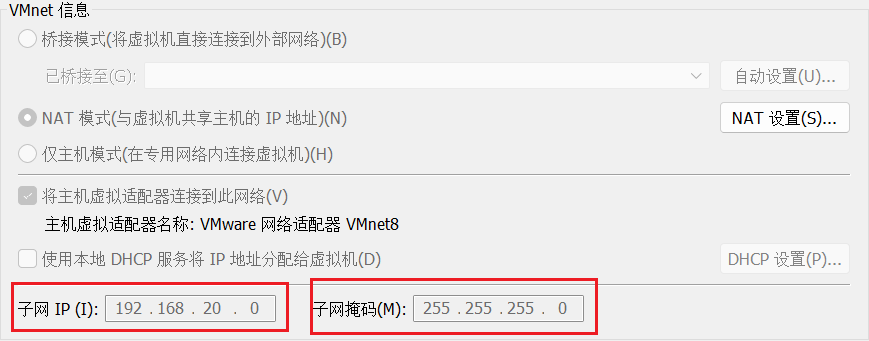 VMnet 信息
桥接模式(将虚拟机直接连接到外部网络)(B)
已桥接至(G): 自动设置(U)...
NAT 模式(与虚拟机共享主机的 IP 地址)(N) NAT 设置(S)...
仅主机模式(在专用网络内连接虚拟机)(H)
将主机虚拟适配器连接到此网络(V)
主机虚拟适配器名称: VMware 网络适配器 VMnet8
使用本地 DHCP 服务将 IP 地址分配给虚拟机(D) DHCP 设置(P)...
子网 IP (I): 192 . 168 . 20 . 0 子网掩码(M): 255 . 255 . 255 . 0